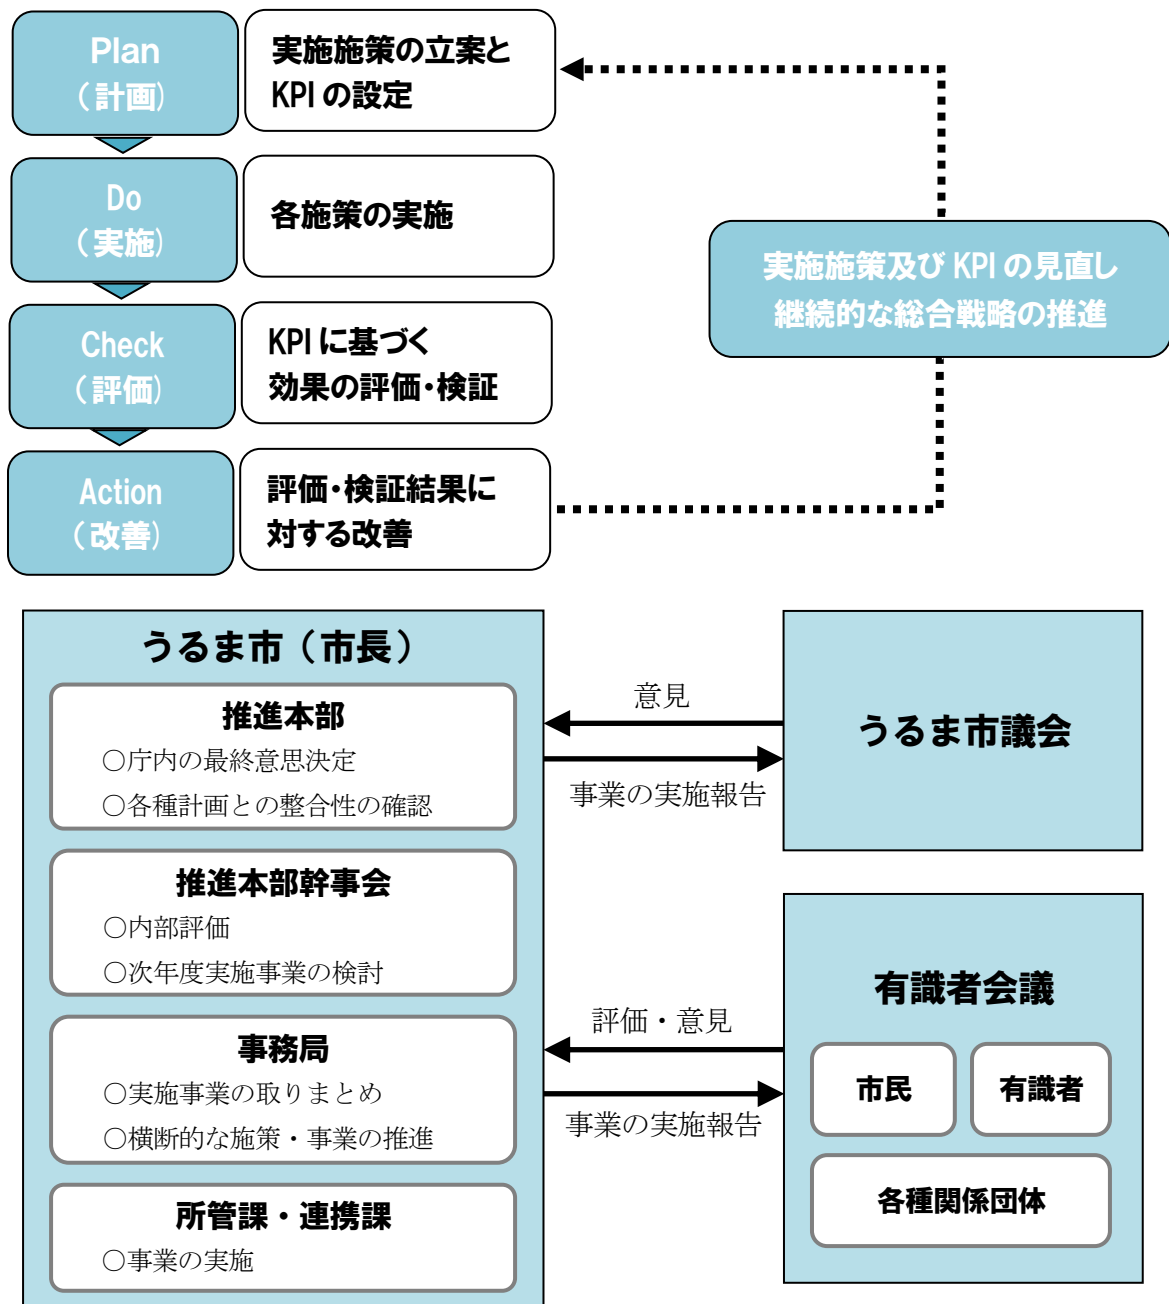 Plan
（計画）
実施施策の立案と
KPI の設定
Do
（実施）
各施策の実施
Check
（評価）
KPI に基づく
効果の評価・検証
Action
（改善）
評価・検証結果に
対する改善
実施施策及び KPI の見直し
継続的な総合戦略の推進
うるま市（市長）
推進本部
○庁内の最終意思決定
○各種計画との整合性の確認
推進本部幹事会
○内部評価
○次年度実施事業の検討
事務局
○実施事業の取りまとめ
○横断的な施策・事業の推進
所管課・連携課
○事業の実施
意見
事業の実施報告
うるま市議会
評価・意見
事業の実施報告
有識者会議
市民
有識者
各種関係団体